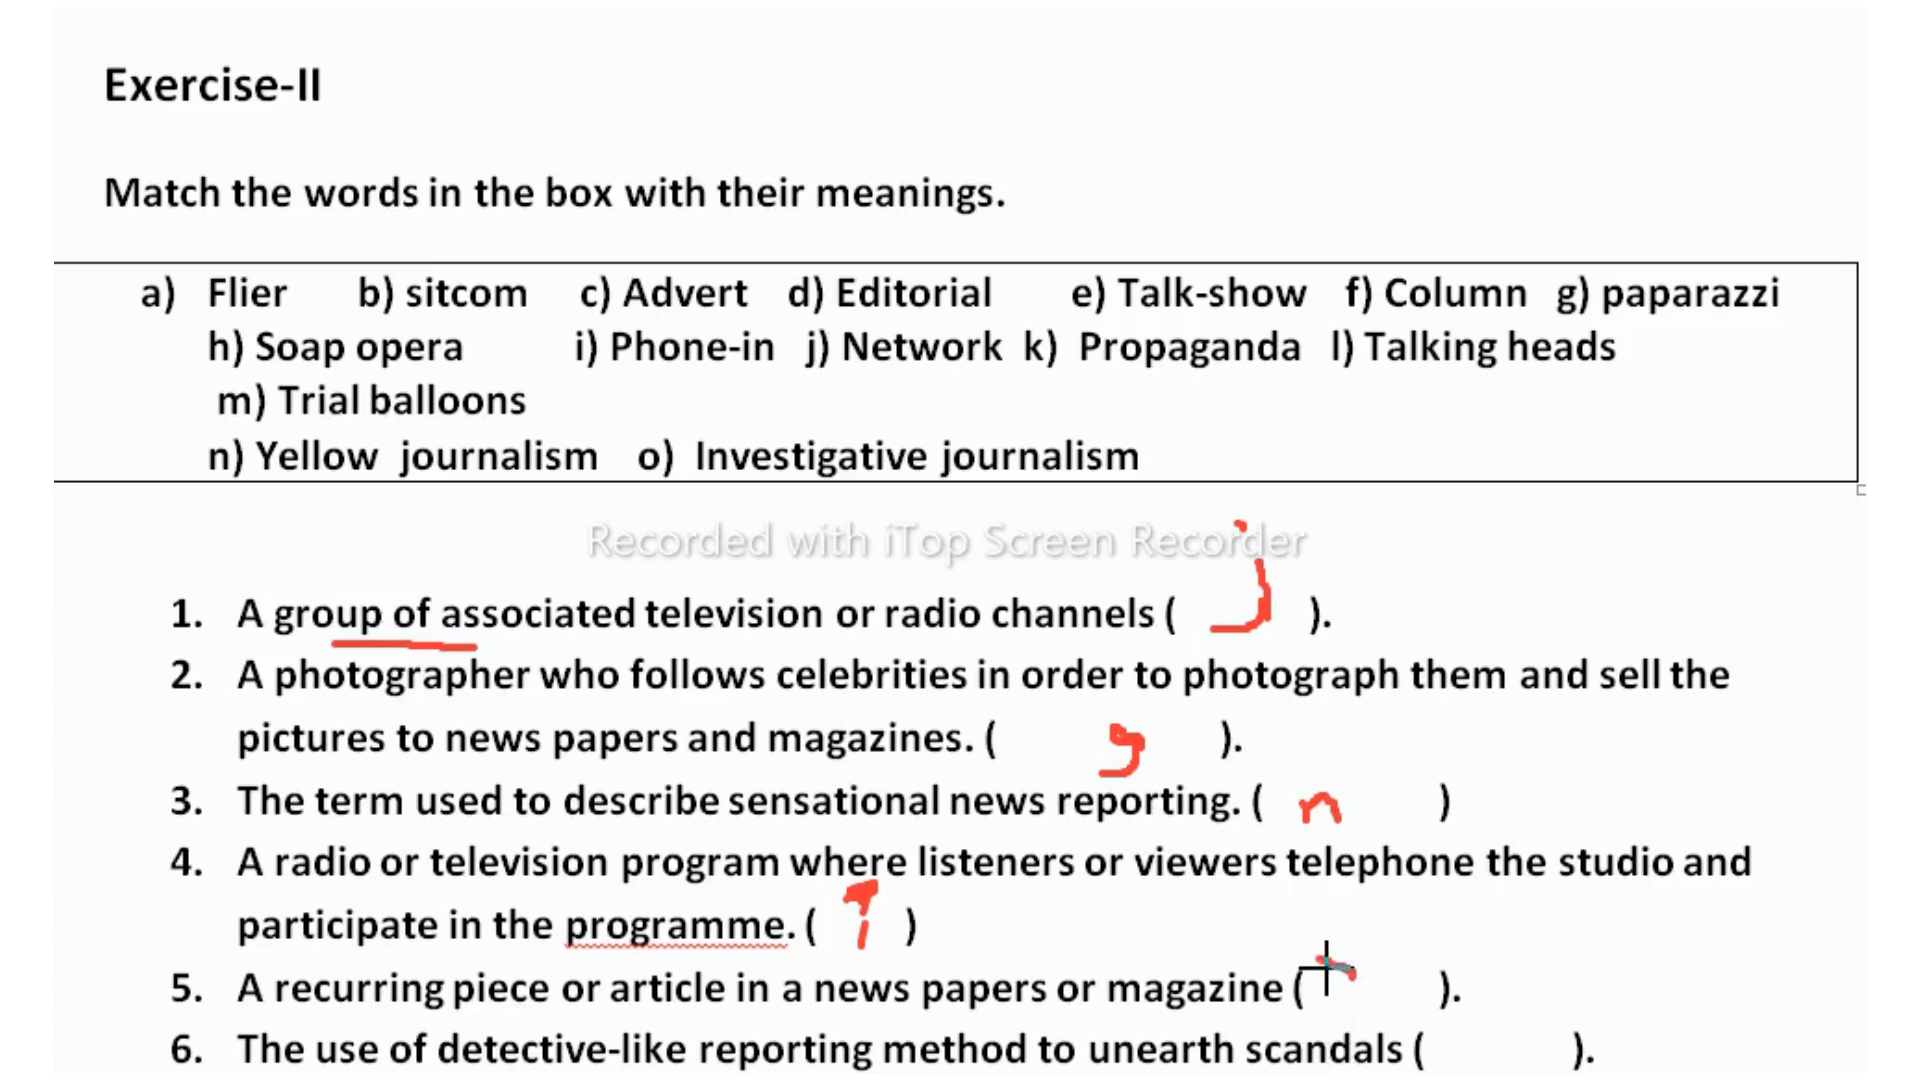 Exercise-II
Match the words in the box with their meanings.
a) Flier b) sitcom c) Advert d) Editorial e) Talk-show f) Column g) paparazzi
h) Soap opera i) Phone-in j) Network k) Propaganda l) Talking heads
m) Trial balloons
n) Yellow journalism o) Investigative journalism
Recorded with iTop Screen Recorder
1. A group of associated television or radio channels ( j ).
2. A photographer who follows celebrities in order to photograph them and sell the
pictures to news papers and magazines. ( g ).
3. The term used to describe sensational news reporting. ( n )
4. A radio or television program where listeners or viewers telephone the studio and
participate in the programme. ( i )
5. A recurring piece or article in a news papers or magazine ( ).
6. The use of detective-like reporting method to unearth scandals ( ).